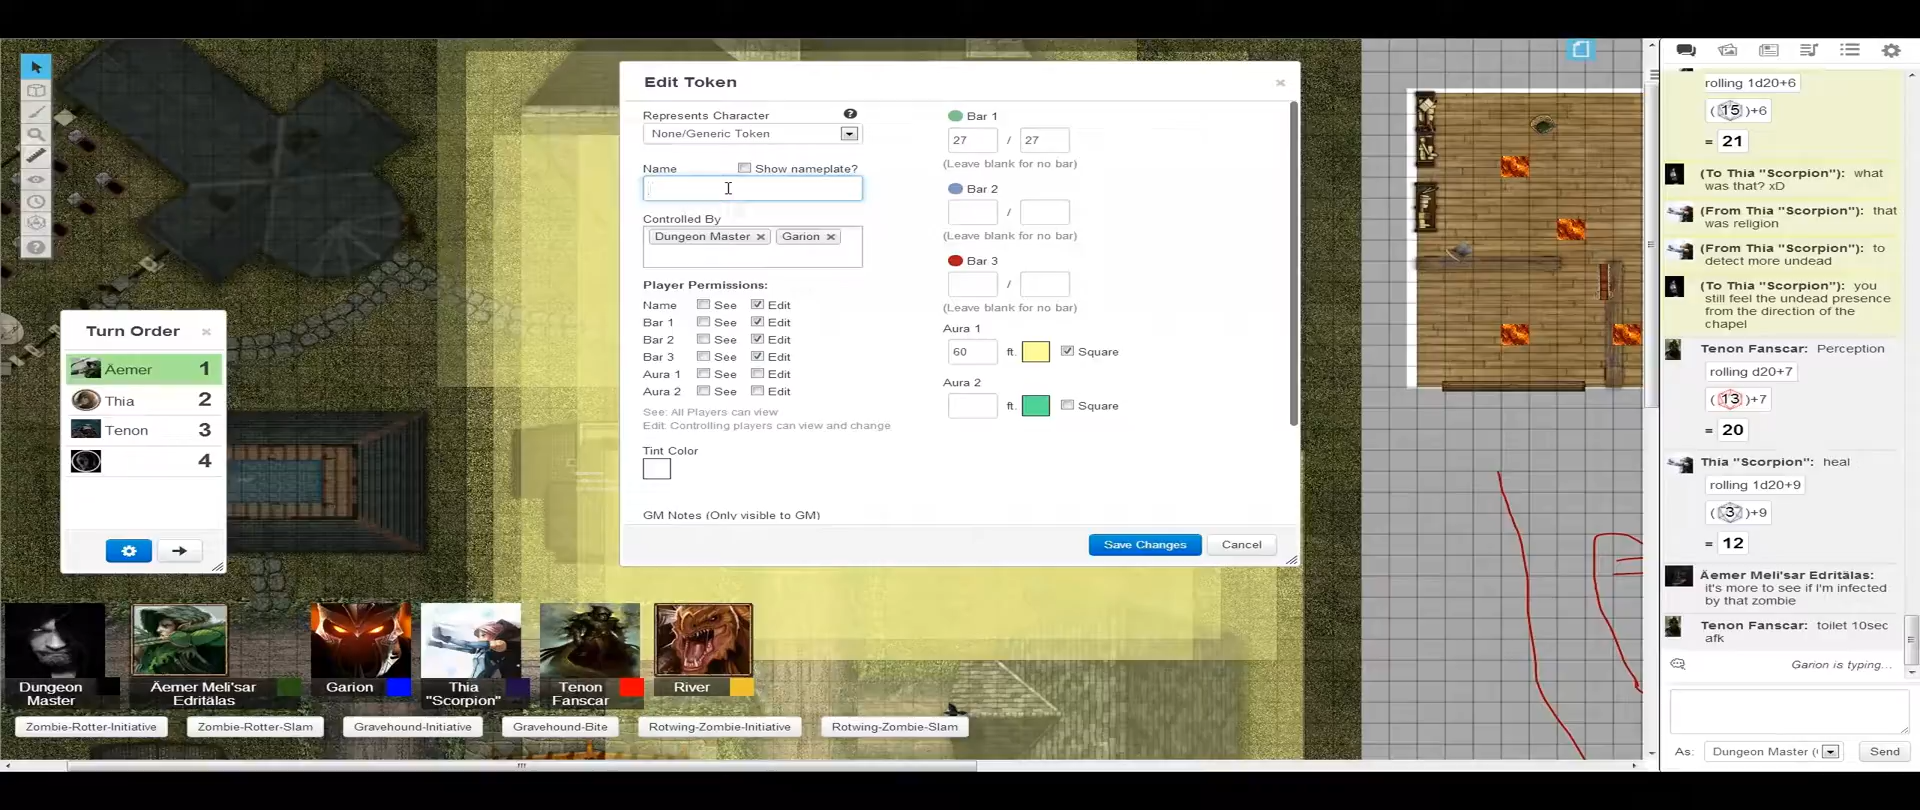 Edit Token
×
Represents Character
?
None/Generic Token
Name
Show nameplate?
Controlled By
Dungeon Master ×
Garion ×
Player Permissions:
Name See Edit
Bar 1 See Edit
Bar 2 See Edit
Bar 3 See Edit
Aura 1 See Edit
Aura 2 See Edit
See: All Players can view
Edit: Controlling players can view and change
Tint Color
GM Notes (Only visible to GM)
Bar 1
27 / 27
(Leave blank for no bar)
Bar 2
/
(Leave blank for no bar)
Bar 3
/
(Leave blank for no bar)
Aura 1
60 ft. Square
Aura 2
ft. Square
Save Changes
Cancel
Turn Order
×
Äemer 1
Thia 2
Tenon 3
4
Dungeon Master
Äemer Meli'sar Edritälas
Garion
Thia "Scorpion"
Tenon Fanscar
River
Zombie-Rotter-Initiative
Zombie-Rotter-Slam
Gravehound-Initiative
Gravehound-Bite
Rotwing-Zombie-Initiative
Rotwing-Zombie-Slam
rolling 1d20+6
(15)+6
= 21
(To Thia "Scorpion"): what
was that? xD
(From Thia "Scorpion"): that
was religion
(From Thia "Scorpion"): to
detect more undead
(To Thia "Scorpion"): you
still feel the undead presence
from the direction of the
chapel
Tenon Fanscar: Perception
rolling d20+7
(13)+7
= 20
Thia "Scorpion": heal
rolling 1d20+9
(3)+9
= 12
Äemer Meli'sar Edritälas:
it's more to see if i'm infected
by that zombie
Tenon Fanscar: toilet 10sec
afk
Garion is typing...
As: Dungeon Master (
Send